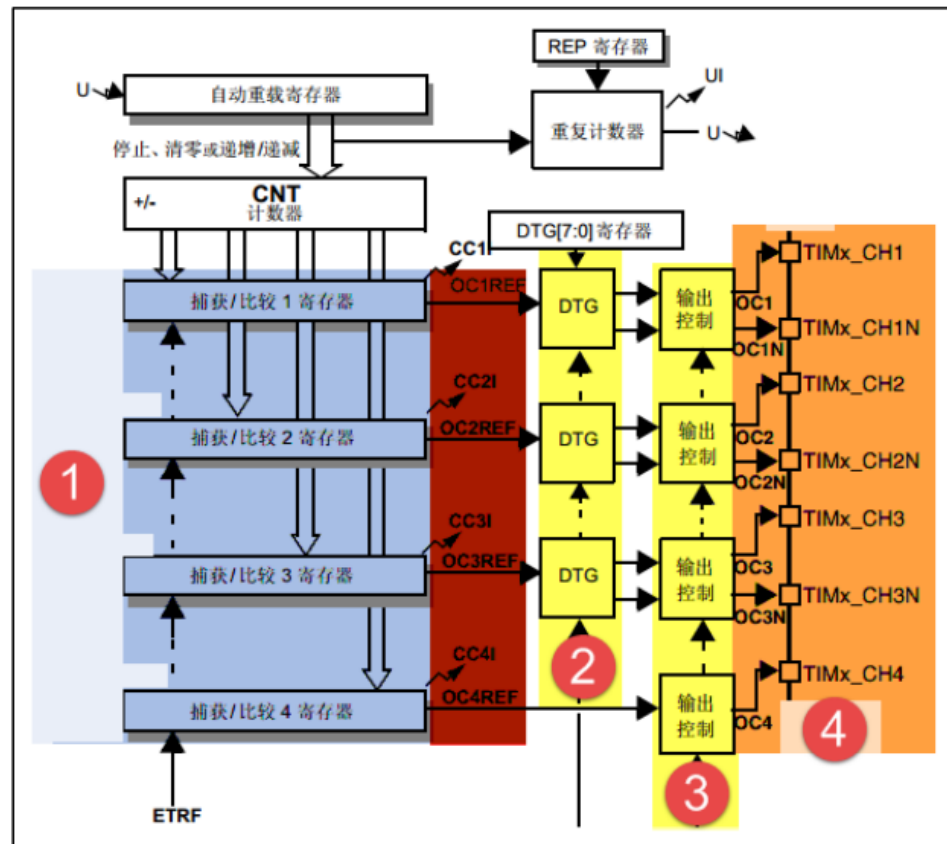 REP 寄存器
U
自动重载寄存器
UI
重复计数器
U
停止、清零或递增/递减
+/-
CNT
计数器
DTG[7:0]寄存器
CC1I
捕获/比较 1 寄存器
OC1REF
DTG
输出
控制
OC1
TIMx_CH1
OC1N
TIMx_CH1N
CC2I
捕获/比较 2 寄存器
OC2REF
DTG
输出
控制
OC2
TIMx_CH2
OC2N
TIMx_CH2N
1
CC3I
捕获/比较 3 寄存器
OC3REF
DTG
输出
控制
OC3
TIMx_CH3
OC3N
TIMx_CH3N
2
CC4I
捕获/比较 4 寄存器
OC4REF
输出
控制
OC4
TIMx_CH4
4
3
ETRF